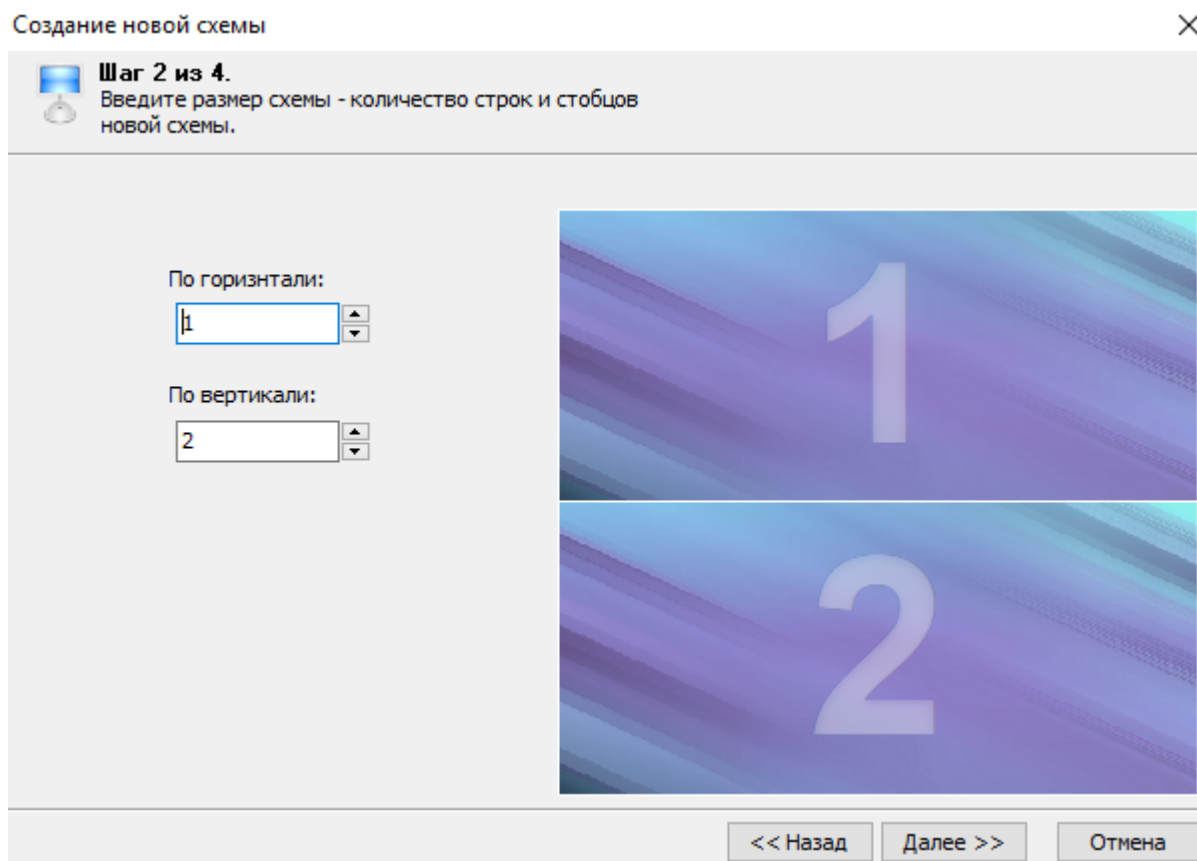 Создание новой схемы
Шаг 2 из 4.
Введите размер схемы - количество строк и стобцов
новой схемы.
По горизнтали:
1
По вертикали:
2
1
2
<< Назад
Далее >>
Отмена